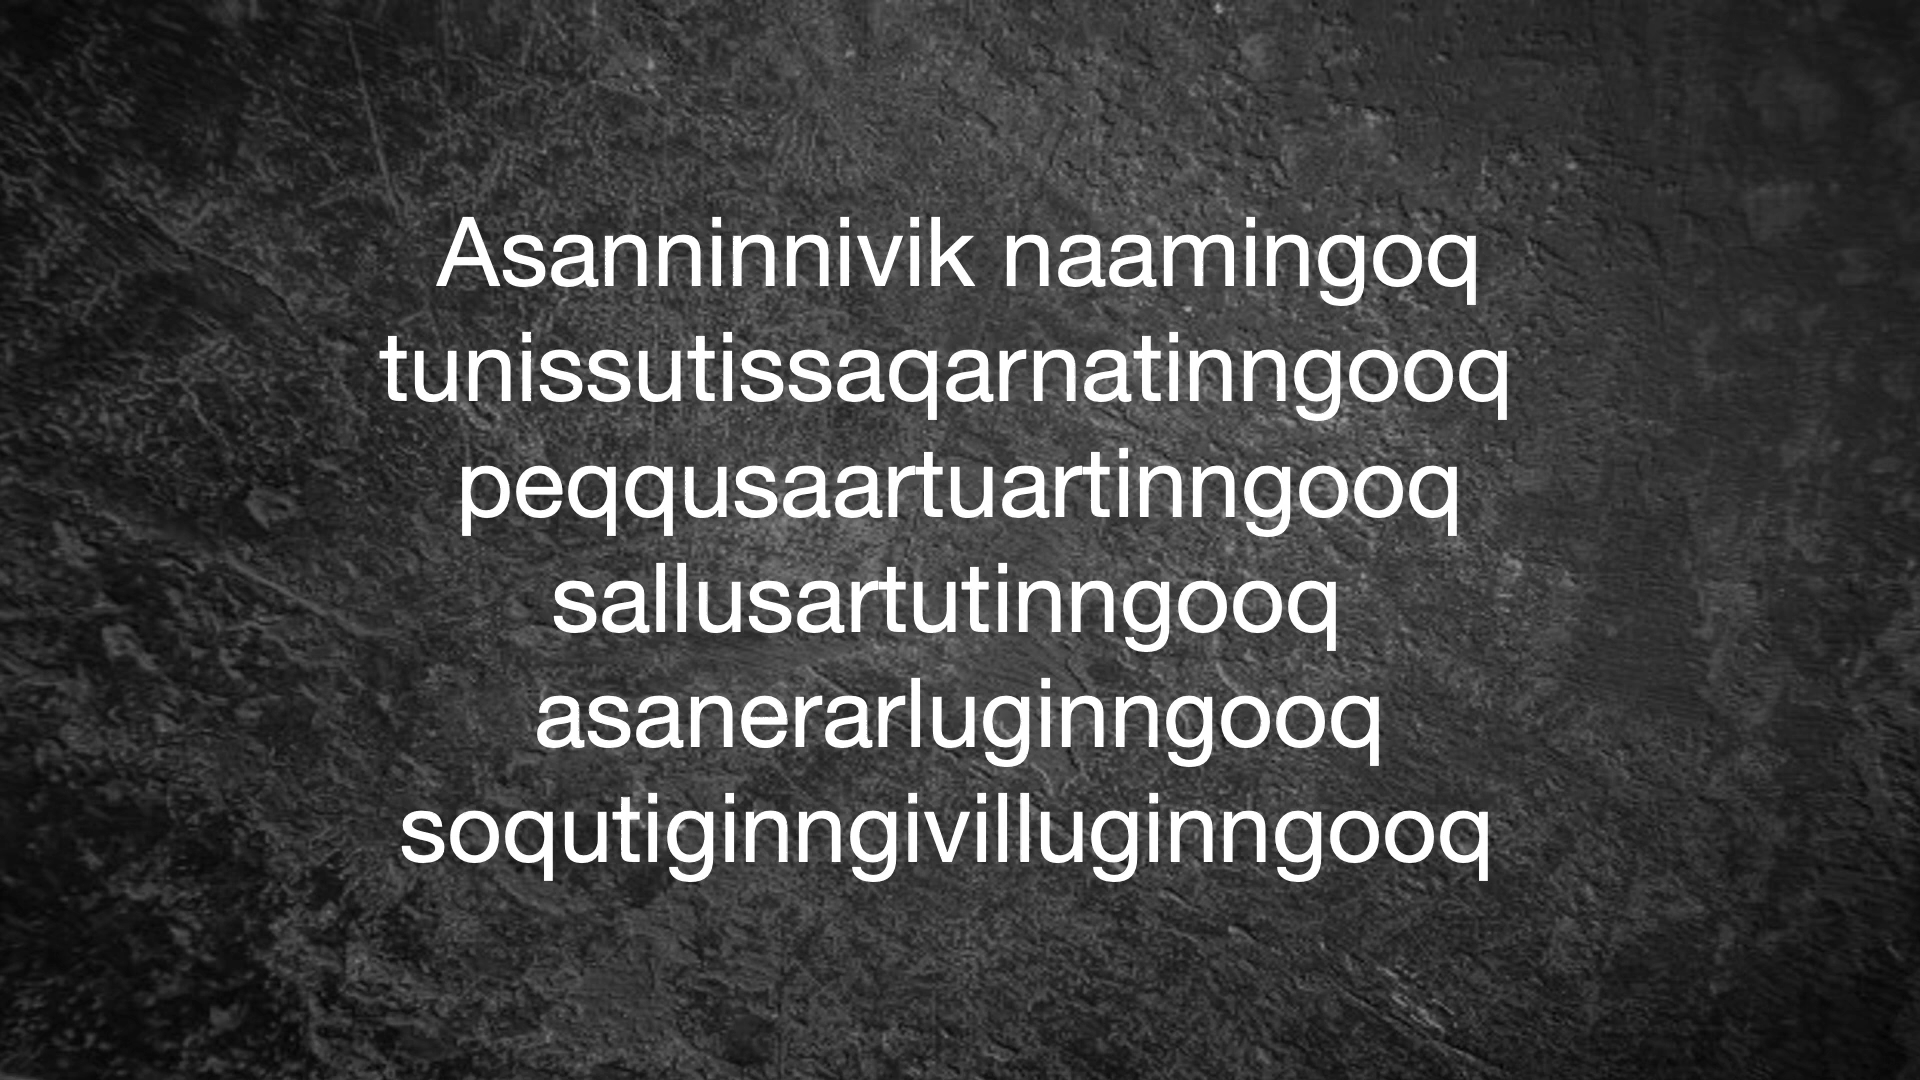 Asanninnivik naamingoq
tunissutissaqarnatinngooq
peqqusaartuartinngooq
sallusartutinngooq
asanerarluginngooq
soqutiginngivilluginngooq